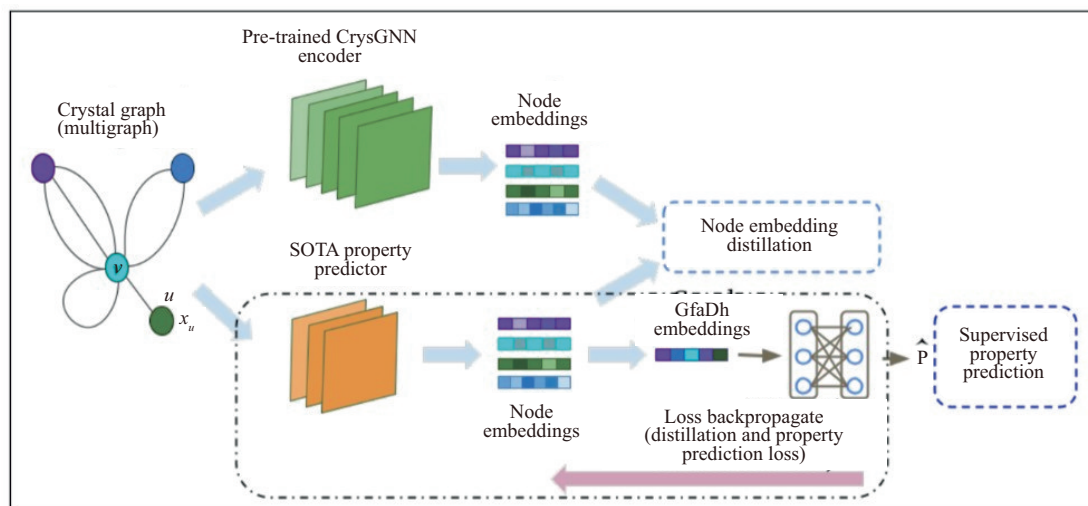 Pre-trained CrysGNN
encoder
Crystal graph
(multigraph)
Node
embeddings
v
u
x_u
Node embedding
distillation
SOTA property
predictor
GfaDh
embeddings
P̂
Supervised
property
prediction
Node
embeddings
Loss backpropagate
(distillation and property
prediction loss)